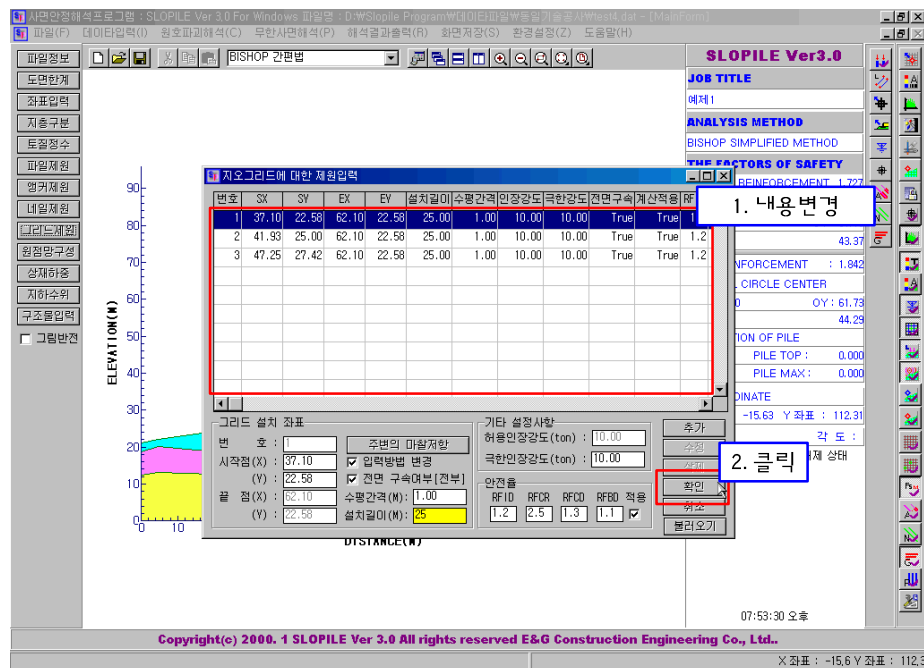 사면안정해석프로그램 : SLOPILE Ver 3.0 For Windows 파일명 : D:\Slopile Program\데이터파일\동일기술공사\test4.dat - [MainForm]
파일(F) 데이터입력(I) 원호파괴해석(C) 무한사면해석(P) 해석결과출력(R) 화면저장(S) 환경설정(Z) 도움말(H)
파일정보
도면한계
좌표입력
지층구분
토질정수
파일제원
앵커제원
네일제원
그리드제원
원점망구성
상재하중
지하수위
구조물입력
그림반전
BISHOP 간편법
ELEVATION(M)
90
80
70
60
50
40
30
20
10
0
0 10
DISTANCE(M)
지오그리드에 대한 제원입력
번호 SX SY EX EY 설치길이 수평간격 인장강도 극한강도 전면구속 계산적용 RF
1 37.10 22.58 62.10 22.58 25.00 1.00 10.00 10.00 True True
2 41.93 25.00 62.10 22.58 25.00 1.00 10.00 10.00 True True 1.2
3 47.25 27.42 62.10 22.58 25.00 1.00 10.00 10.00 True True 1.2
1. 내용변경
그리드 설치 좌표
번 호 : 1
시작점(X) : 37.10
(Y) : 22.58
끝 점(X) : 62.10
(Y) : 22.58
주변의 마찰저항
입력방법 변경
전면 구속여부[전부]
수평간격(M): 1.00
설치길이(M): 25
기타 설정사항
허용인장강도(ton) : 10.00
극한인장강도(ton) : 10.00
안전율
RFID RFCR RFCD RFBD 적용
1.2 2.5 1.3 1.1
추가
수정
삭제
확인
취소
불러오기
2. 클릭
SLOPILE Ver3.0
JOB TITLE
예제1
ANALYSIS METHOD
BISHOP SIMPLIFIED METHOD
THE FACTORS OF SAFETY
REINFORCEMENT 1.727
43.37
NFORCEMENT : 1.842
CIRCLE CENTER
0 OY : 61.73
44.29
ION OF PILE
PILE TOP : 0.000
PILE MAX : 0.000
DINATE
-15.63 Y 좌표 : 112.31
각 도 :
제 상태
07:53:30 오후
Copyright(c) 2000. 1 SLOPILE Ver 3.0 All rights reserved E&G Construction Engineering Co., Ltd..
X 좌표 : -15.6 Y 좌표 : 112.3